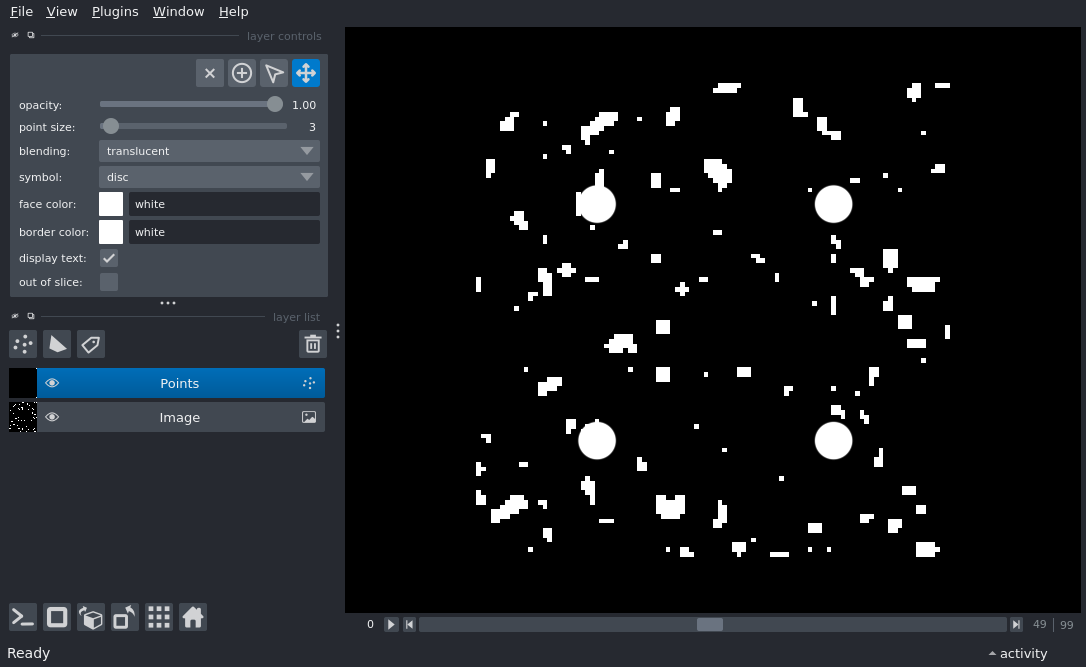 File View Plugins Window Help
layer controls
opacity: 1.00
point size: 3
blending: translucent
symbol: disc
face color: white
border color: white
display text:
out of slice:
layer list
Points
Image
0 49 | 99
Ready activity